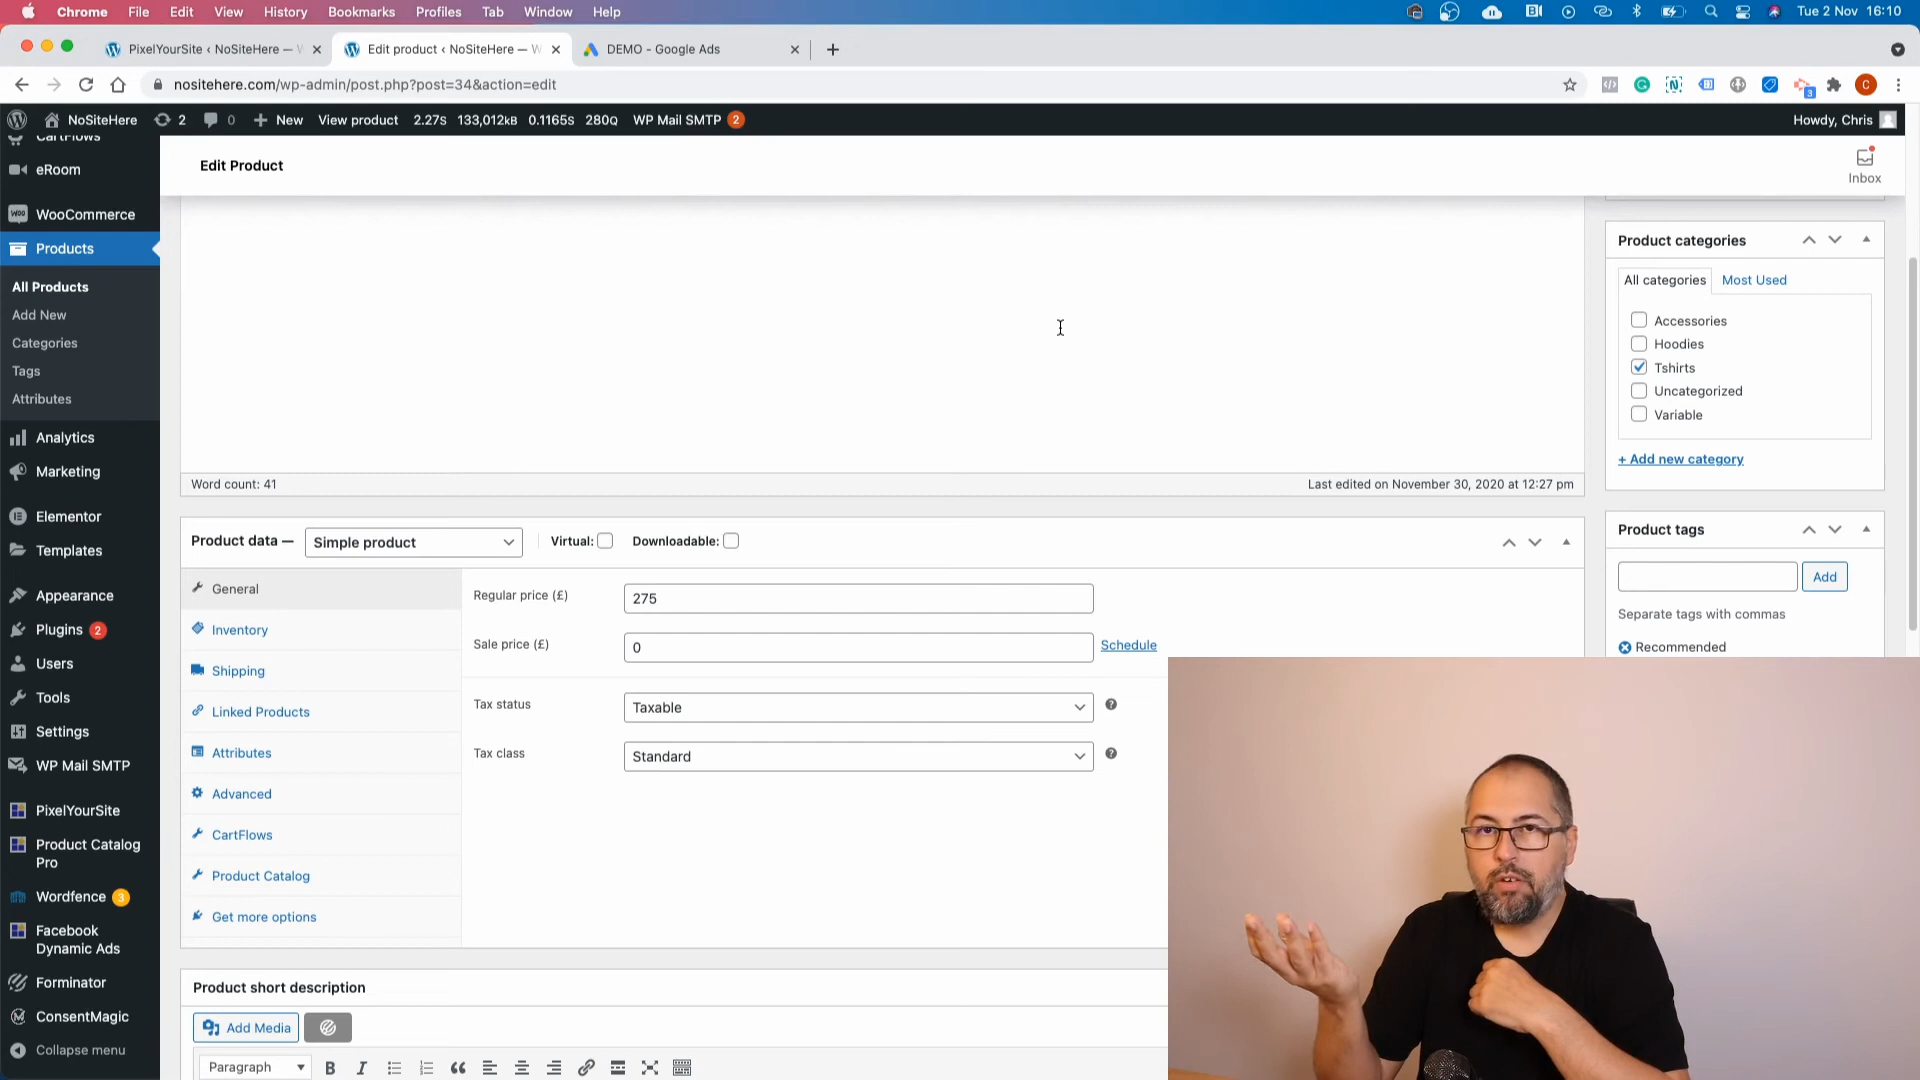 Chrome File Edit View History Bookmarks Profiles Tab Window Help
Tue 2 Nov 16:10
PixelYourSite ‹ NoSiteHere — W
Edit product ‹ NoSiteHere — W
DEMO - Google Ads
nositehere.com/wp-admin/post.php?post=34&action=edit
3
C
NoSiteHere 2 0 New View product 2.27s 133,012kB 0.1165s 280Q WP Mail SMTP 2
Howdy, Chris
CartFlows
eRoom
WooCommerce
Products
All Products
Add New
Categories
Tags
Attributes
Analytics
Marketing
Elementor
Templates
Appearance
Plugins 2
Users
Tools
Settings
WP Mail SMTP
PixelYourSite
Product Catalog
Pro
Wordfence 3
Facebook
Dynamic Ads
Forminator
ConsentMagic
Collapse menu
Edit Product
Inbox
Word count: 41
Last edited on November 30, 2020 at 12:27 pm
Product data — Simple product Virtual: Downloadable:
General
Inventory
Shipping
Linked Products
Attributes
Advanced
CartFlows
Product Catalog
Get more options
Regular price (£) 275
Sale price (£) 0 Schedule
Tax status Taxable
Tax class Standard
Product short description
Add Media
Paragraph B I
Product categories
All categories Most Used
Accessories
Hoodies
Tshirts
Uncategorized
Variable
+ Add new category
Product tags
Add
Separate tags with commas
Recommended